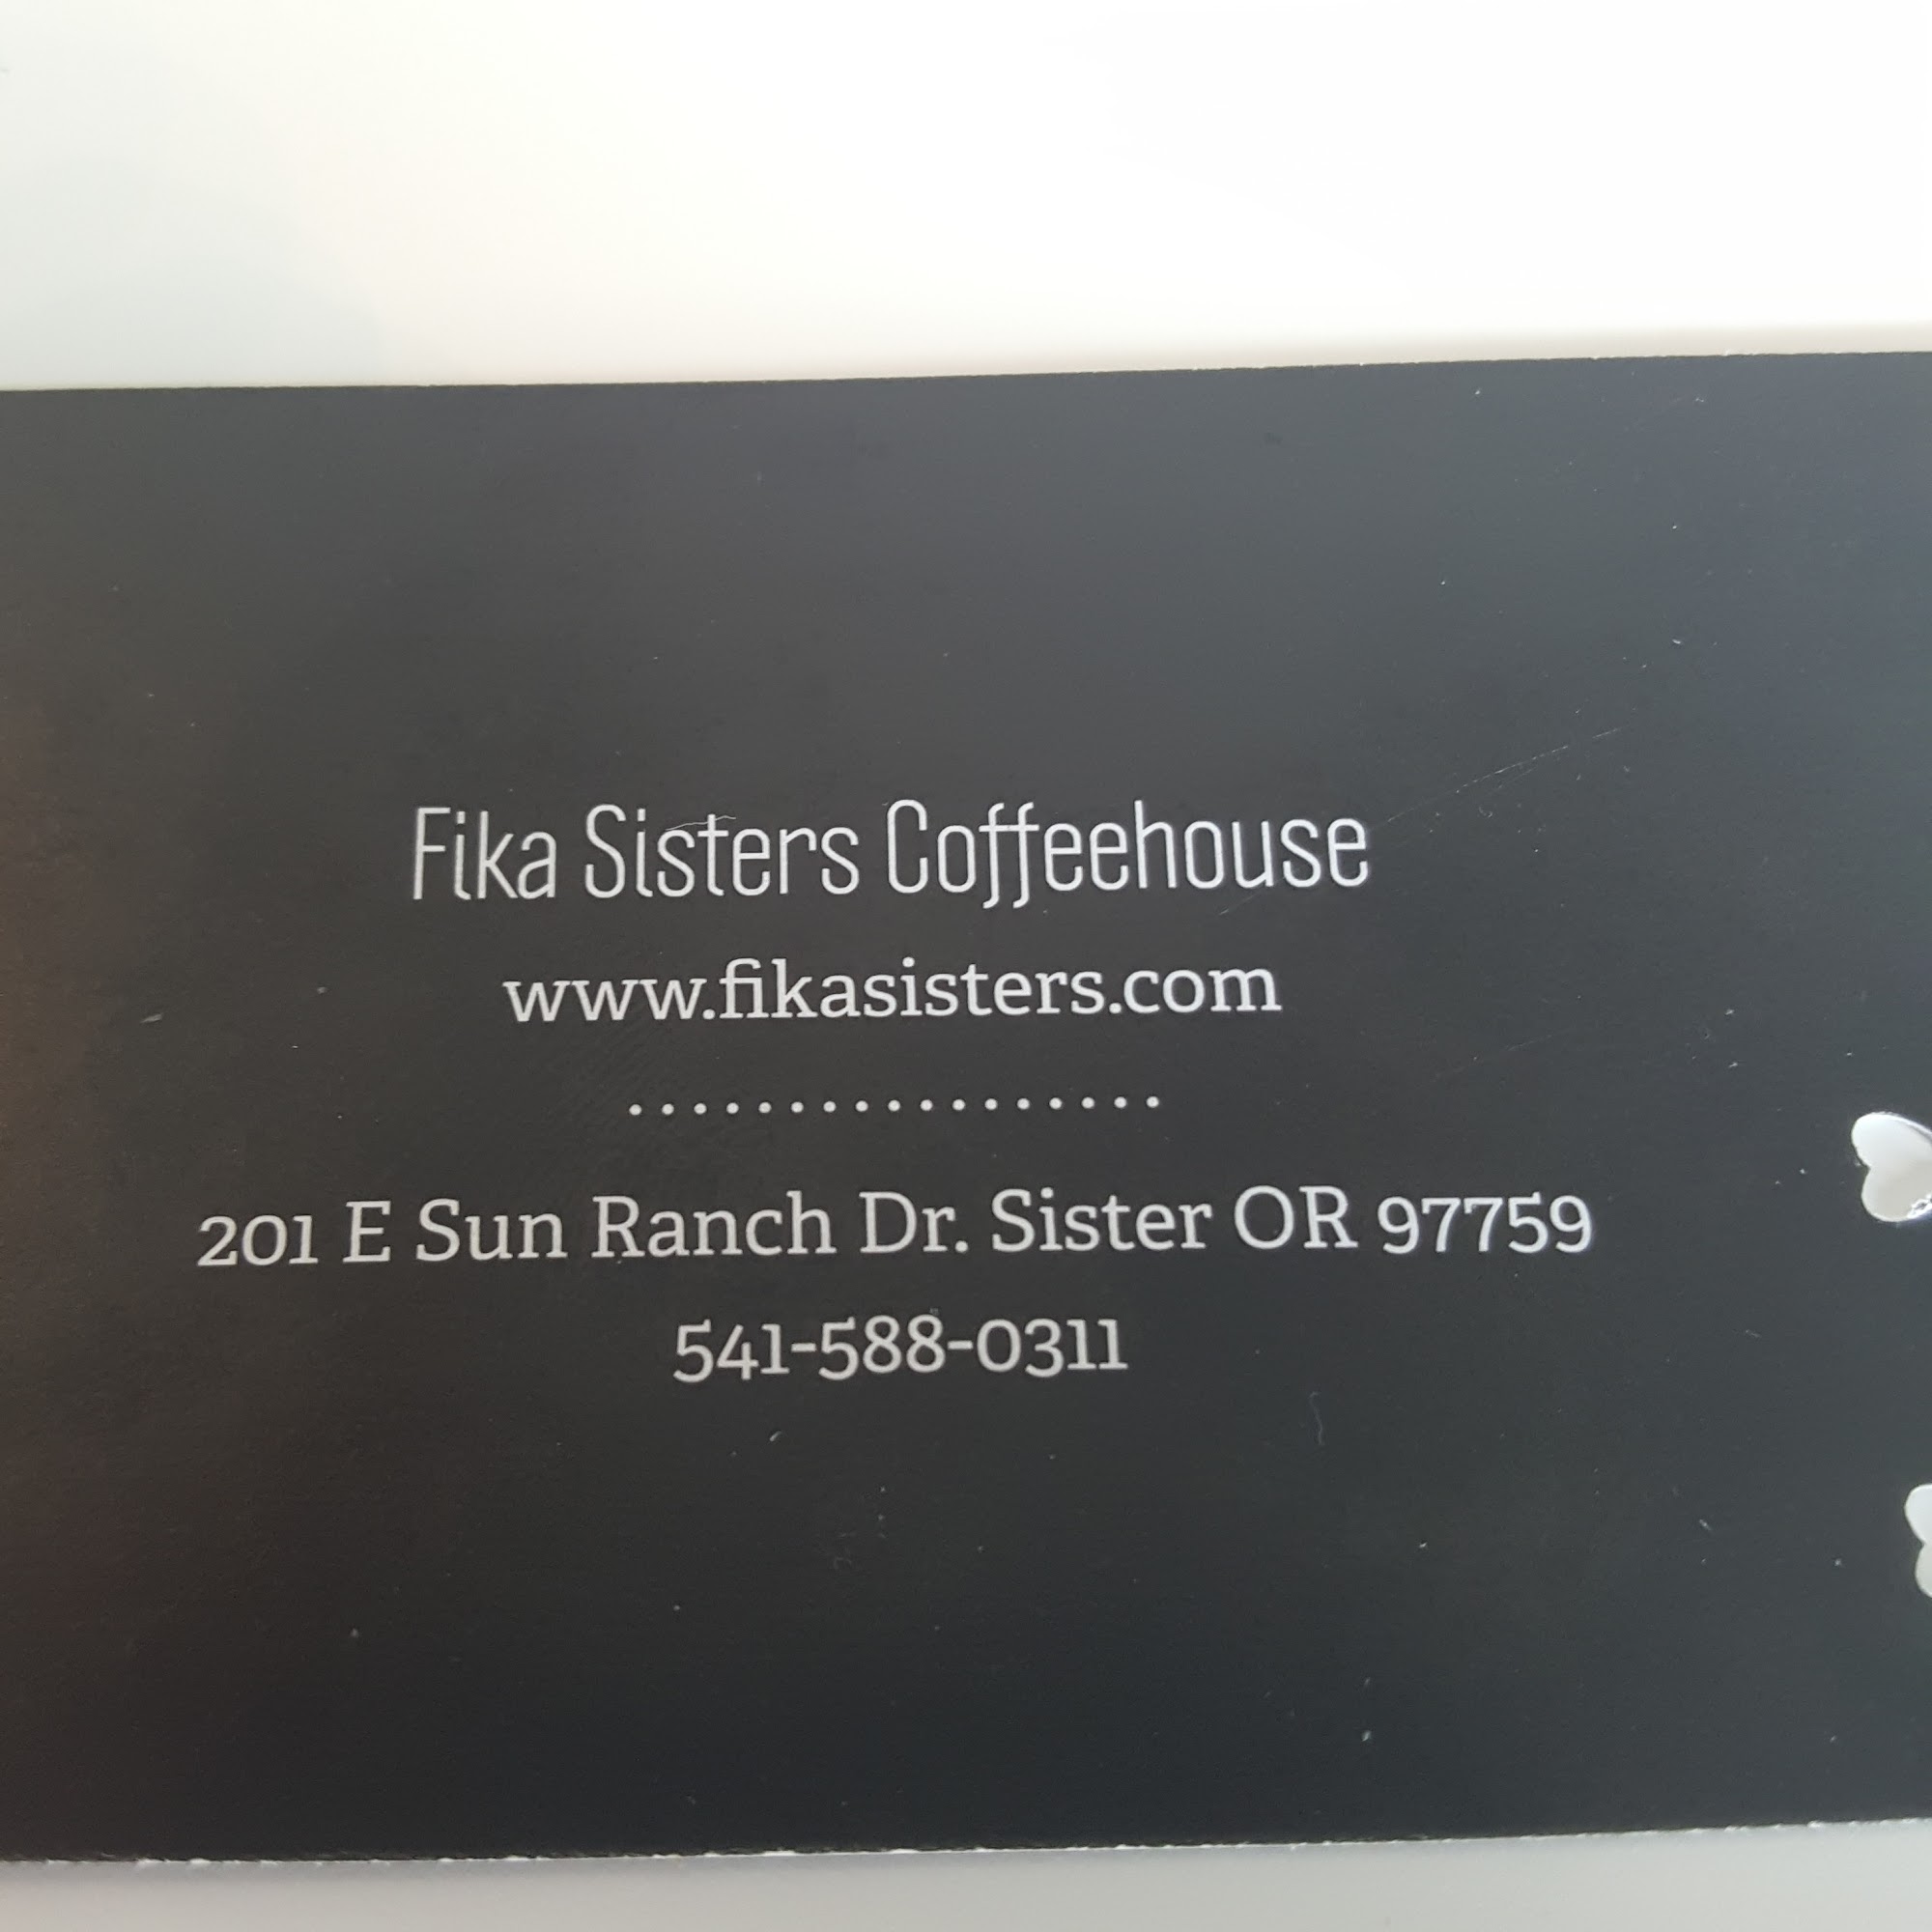 Fika Sisters Coffeehouse
www.fikasisters.com
201 E Sun Ranch Dr. Sister OR 97759
541-588-0311